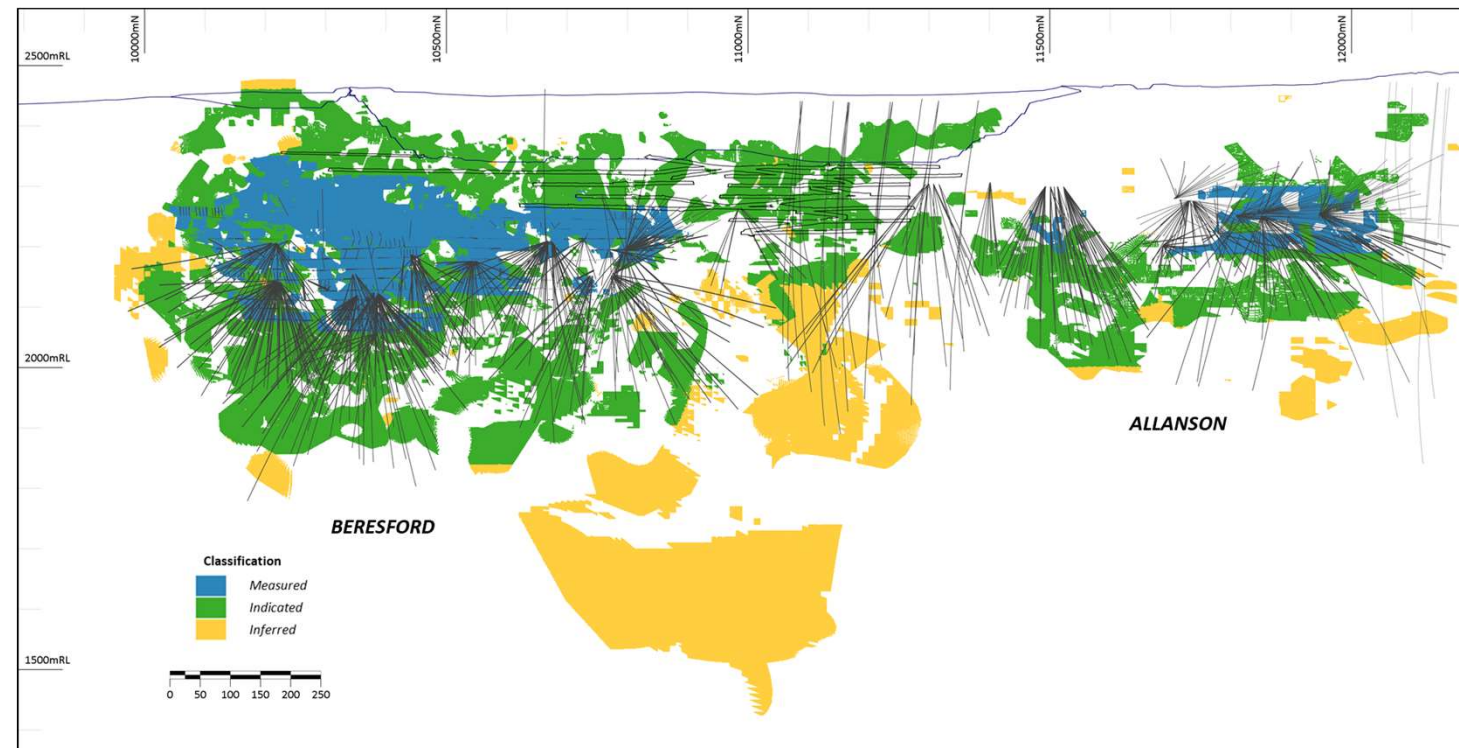 10000mN
10500mN
11000mN
11500mN
12000mN
2500mRL
2000mRL
ALLANSON
BERESFORD
Classification
Measured
Indicated
Inferred
1500mRL
0 50 100 150 200 250